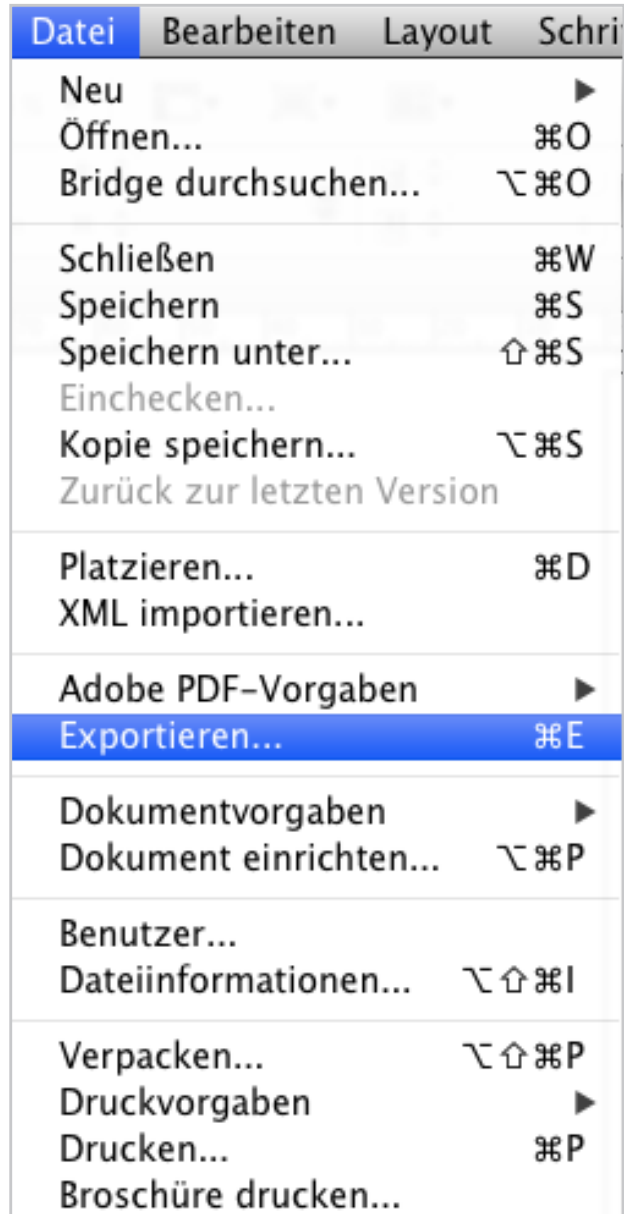 Datei Bearbeiten Layout Schri
Neu ▶
Öffnen... ⌘O
Bridge durchsuchen... ⌥⌘O
Schließen ⌘W
Speichern ⌘S
Speichern unter... ⇧⌘S
Einchecken...
Kopie speichern... ⌥⌘S
Zurück zur letzten Version
Platzieren... ⌘D
XML importieren...
Adobe PDF-Vorgaben ▶
Exportieren... ⌘E
Dokumentvorgaben ▶
Dokument einrichten... ⌥⌘P
Benutzer...
Dateiinformationen... ⌥⇧⌘I
Verpacken... ⌥⇧⌘P
Druckvorgaben ▶
Drucken... ⌘P
Broschüre drucken...